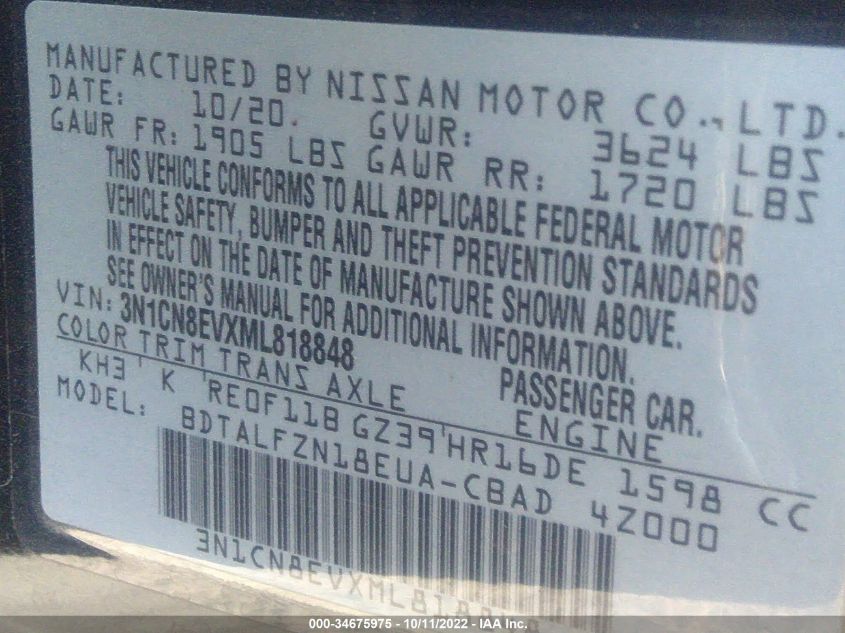 MANUFACTURED BY NISSAN MOTOR CO., LTD.
DATE: 10/20. GVWR: 3624 LBS
GAWR FR: 1905 LBS GAWR RR: 1720 LBS
THIS VEHICLE CONFORMS TO ALL APPLICABLE FEDERAL MOTOR
VEHICLE SAFETY, BUMPER AND THEFT PREVENTION STANDARDS
IN EFFECT ON THE DATE OF MANUFACTURE SHOWN ABOVE.
SEE OWNER'S MANUAL FOR ADDITIONAL INFORMATION.
VIN: 3N1CN8EVXML818848 PASSENGER CAR.
COLOR TRIM TRANS AXLE ENGINE
KH3 K RE0F11B GZ39 HR16DE 1598 CC
MODEL: BDTALFZN18EUA-CBAD 4Z000
3N1CN8EVXML818848
000-34675975 - 10/11/2022 - IAA Inc.